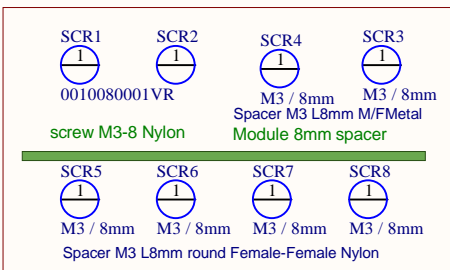 SCR1 SCR2 SCR4 SCR3
1 1 1 1
0010080001VR M3 / 8mm M3 / 8mm
Spacer M3 L8mm M/FMetal
screw M3-8 Nylon Module 8mm spacer
SCR5 SCR6 SCR7 SCR8
1 1 1 1
M3 / 8mm M3 / 8mm M3 / 8mm M3 / 8mm
Spacer M3 L8mm round Female-Female Nylon